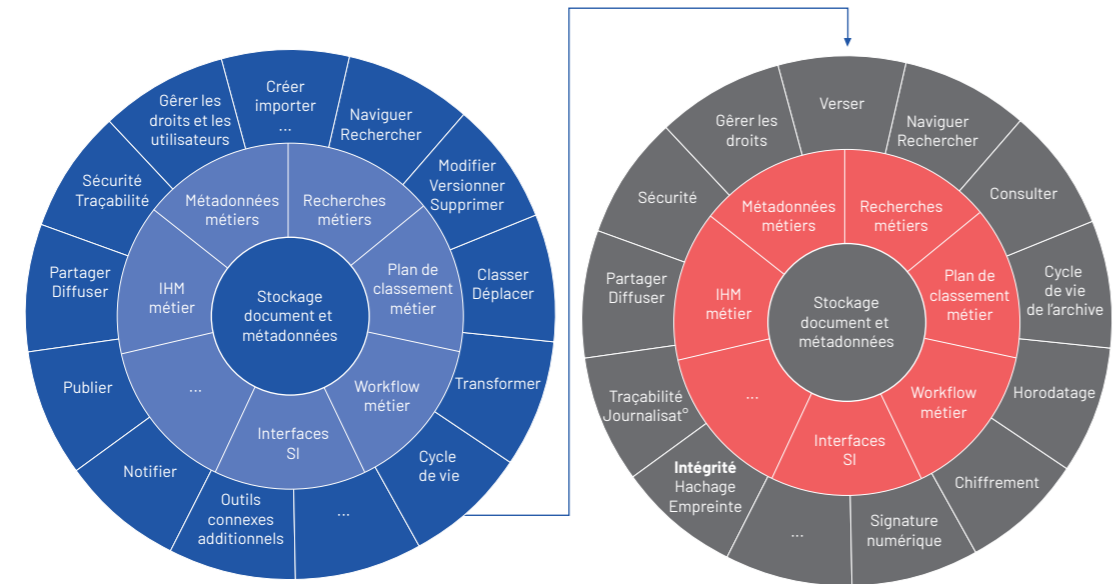 Créer
importer
...
Naviguer
Rechercher
Modifier
Versionner
Supprimer
Classer
Déplacer
Transformer
Cycle
de vie
...
Outils
connexes
additionnels
Notifier
Publier
Partager
Diffuser
Sécurité
Traçabilité
Gérer les
droits et les
utilisateurs
Métadonnées
métiers
Recherches
métiers
Plan de
classement
métier
Workflow
métier
Interfaces
SI
...
IHM
métier
Stockage
document et
métadonnées
Verser
Naviguer
Rechercher
Consulter
Cycle
de vie
de l'archive
Horodatage
Chiffrement
Signature
numérique
...
Intégrité
Hachage
Empreinte
Traçabilité
Journalisat°
Partager
Diffuser
Sécurité
Gérer les
droits
Métadonnées
métiers
Recherches
métiers
Plan de
classement
métier
Workflow
métier
Interfaces
SI
...
IHM
métier
Stockage
document et
métadonnées